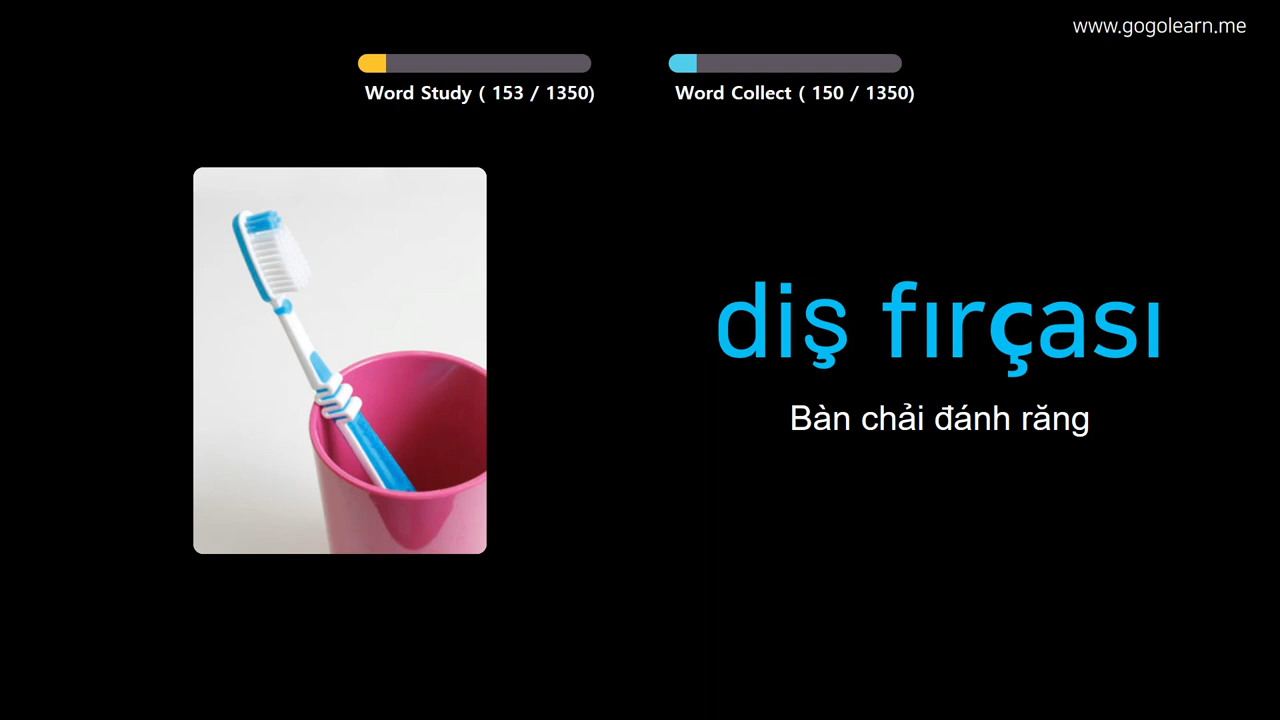 www.gogolearn.me
Word Study ( 153 / 1350)
Word Collect ( 150 / 1350)
diş fırçası
Bàn chải đánh răng